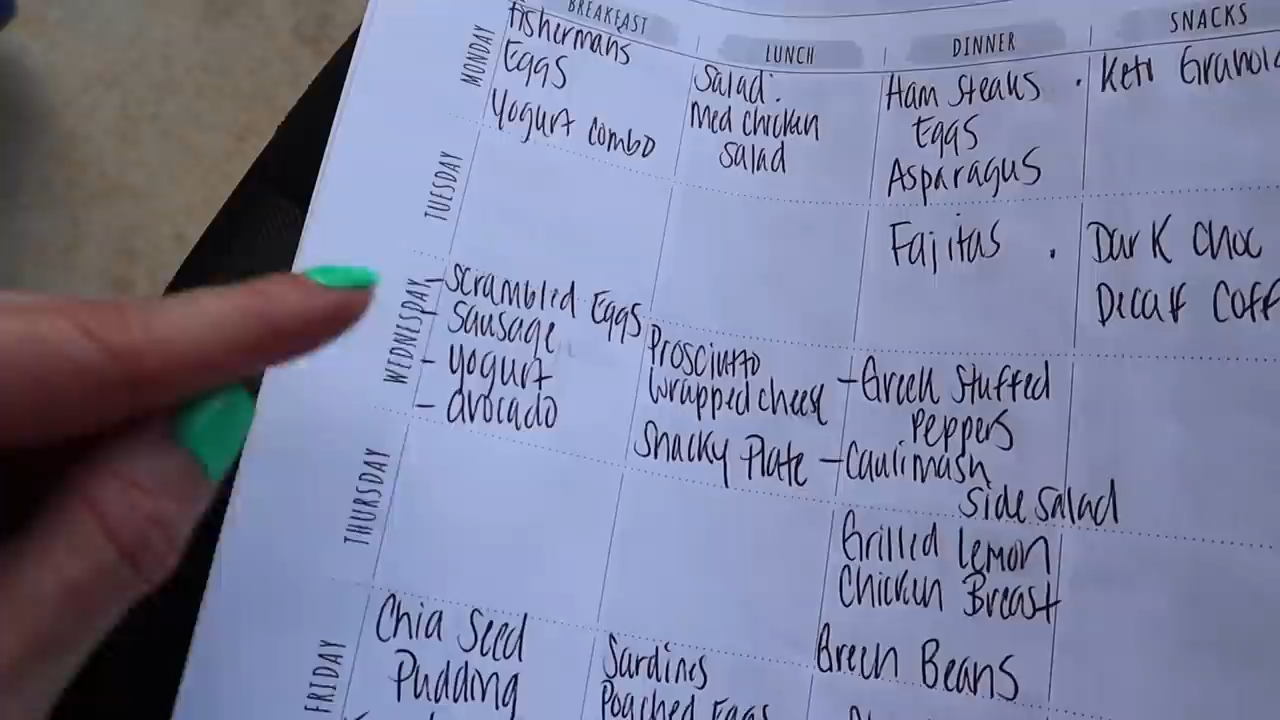 BREAKFAST
LUNCH
DINNER
SNACKS
MONDAY
fishermans
Eggs
Yogurt combo
Salad:
Med chicken
salad
Ham Steaks
Eggs
Asparagus
Keto Granola
TUESDAY
Fajitas
Dark Choc
Decaf Coff
WEDNESDAY
- Scrambled Eggs
- Sausage
- Yogurt
- avocado
Prosciutto
Wrapped cheese
Snacky Plate
- Green Stuffed
Peppers
- Caulimash
side salad
THURSDAY
Grilled Lemon
Chicken Breast
Green Beans
FRIDAY
Chia Seed
Pudding
Sardines
Poached Eggs